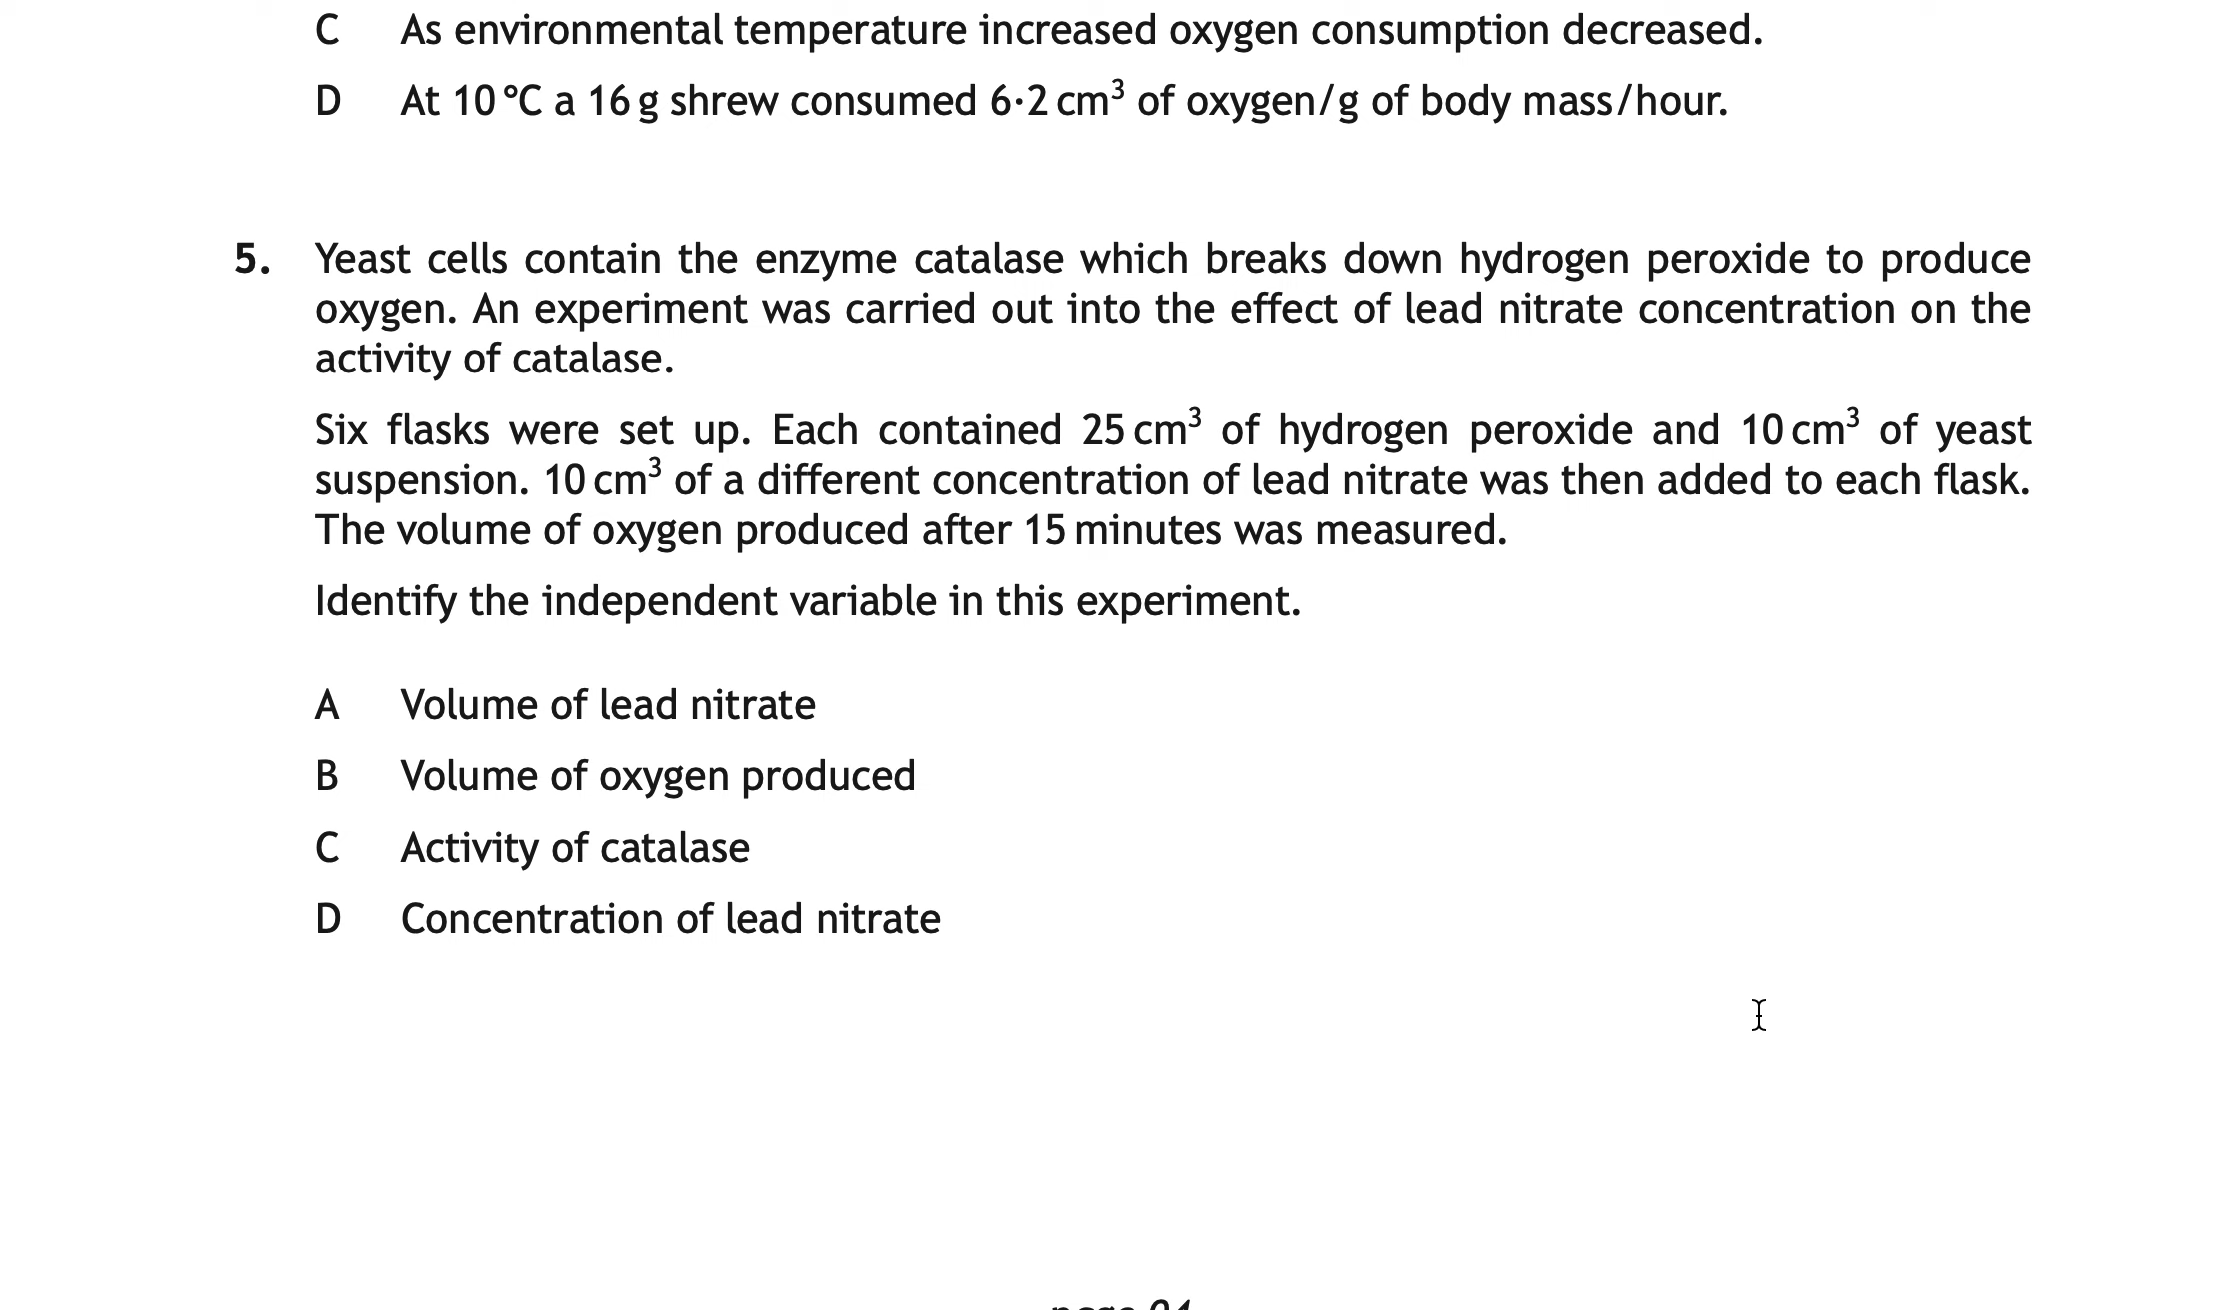 C As environmental temperature increased oxygen consumption decreased.
D At 10 °C a 16 g shrew consumed 6·2 cm³ of oxygen/g of body mass/hour.
5. Yeast cells contain the enzyme catalase which breaks down hydrogen peroxide to produce
oxygen. An experiment was carried out into the effect of lead nitrate concentration on the
activity of catalase.
Six flasks were set up. Each contained 25 cm³ of hydrogen peroxide and 10 cm³ of yeast
suspension. 10 cm³ of a different concentration of lead nitrate was then added to each flask.
The volume of oxygen produced after 15 minutes was measured.
Identify the independent variable in this experiment.
A Volume of lead nitrate
B Volume of oxygen produced
C Activity of catalase
D Concentration of lead nitrate